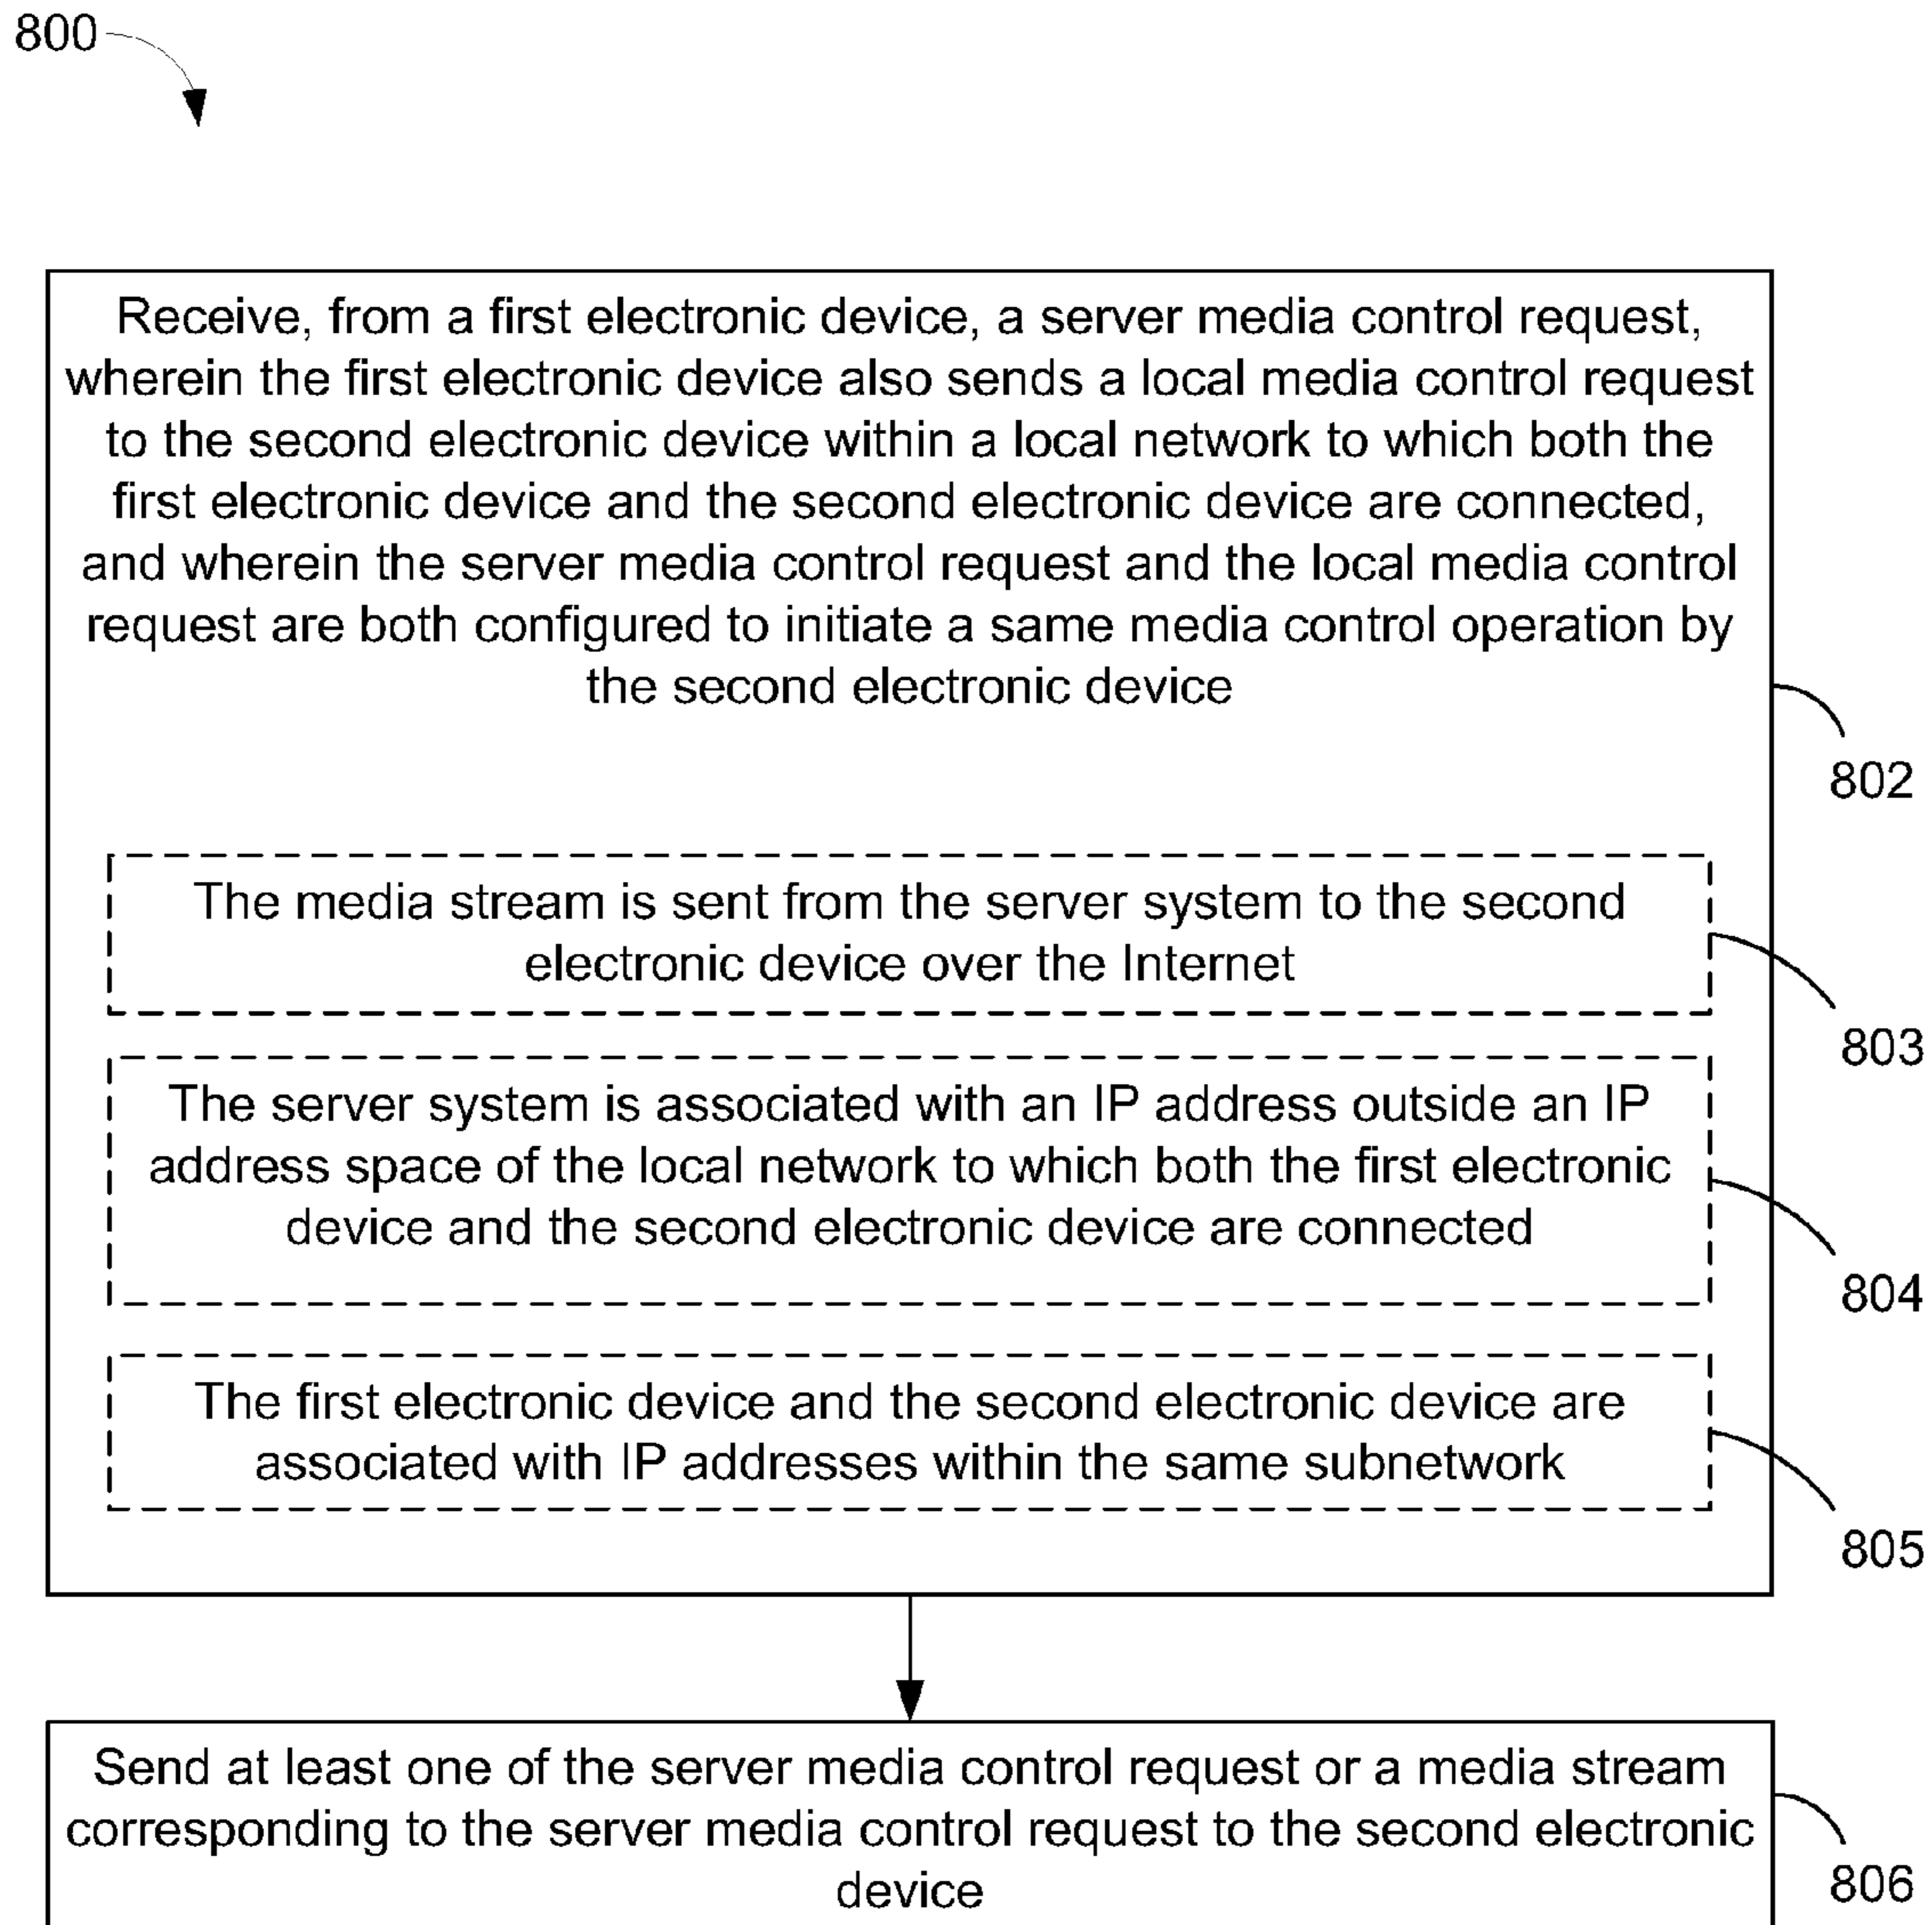 800
Receive, from a first electronic device, a server media control request,
wherein the first electronic device also sends a local media control request
to the second electronic device within a local network to which both the
first electronic device and the second electronic device are connected,
and wherein the server media control request and the local media control
request are both configured to initiate a same media control operation by
the second electronic device
802
The media stream is sent from the server system to the second
electronic device over the Internet
803
The server system is associated with an IP address outside an IP
address space of the local network to which both the first electronic
device and the second electronic device are connected
804
The first electronic device and the second electronic device are
associated with IP addresses within the same subnetwork
805
Send at least one of the server media control request or a media stream
corresponding to the server media control request to the second electronic
device
806